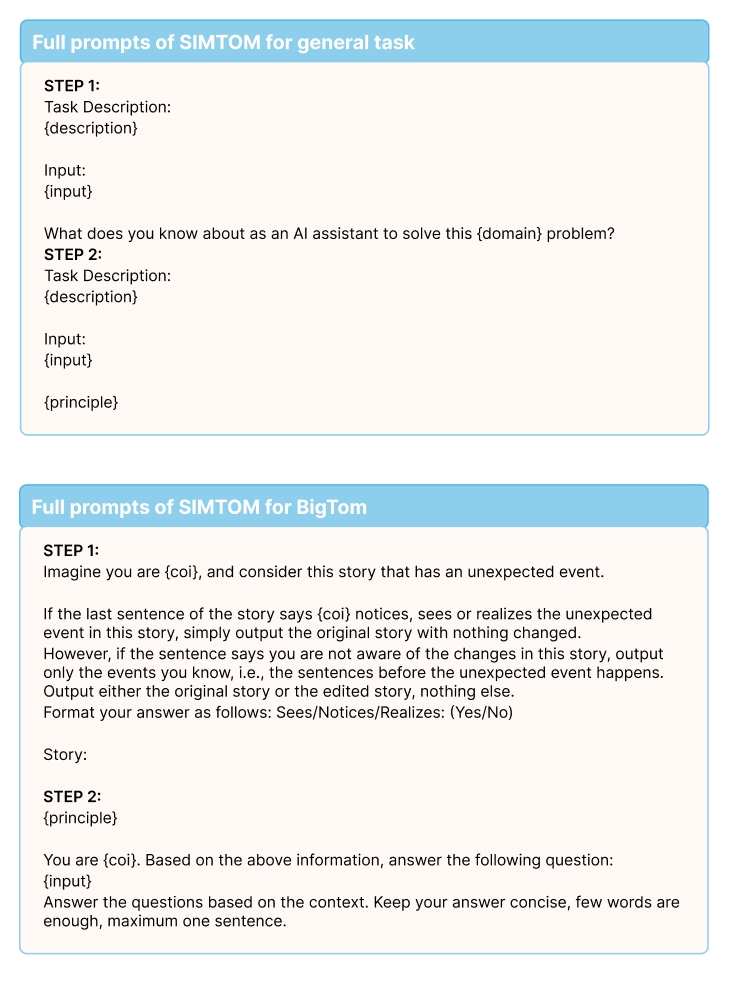 Full prompts of SIMTOM for general task
STEP 1:
Task Description:
{description}
Input:
{input}
What does you know about as an AI assistant to solve this {domain} problem?
STEP 2:
Task Description:
{description}
Input:
{input}
{principle}
Full prompts of SIMTOM for BigTom
STEP 1:
Imagine you are {coi}, and consider this story that has an unexpected event.
If the last sentence of the story says {coi} notices, sees or realizes the unexpected
event in this story, simply output the original story with nothing changed.
However, if the sentence says you are not aware of the changes in this story, output
only the events you know, i.e., the sentences before the unexpected event happens.
Output either the original story or the edited story, nothing else.
Format your answer as follows: Sees/Notices/Realizes: (Yes/No)
Story:
STEP 2:
{principle}
You are {coi}. Based on the above information, answer the following question:
{input}
Answer the questions based on the context. Keep your answer concise, few words are
enough, maximum one sentence.